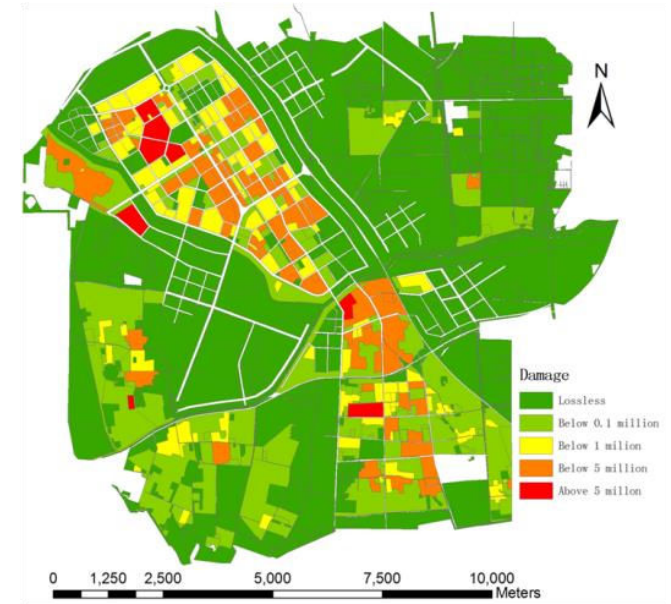 N
Damage
Lossless
Below 0.1 million
Below 1 milion
Below 5 million
Above 5 millon
0 1,250 2,500 5,000 7,500 10,000
Meters